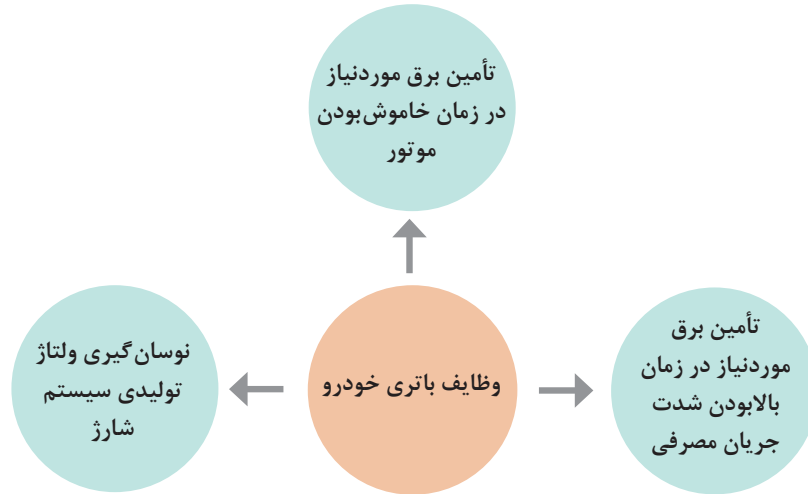 تأمین برق موردنیاز
در زمان خاموش‌بودن
موتور
تأمین برق
موردنیاز در زمان
بالابودن شدت
جریان مصرفی
وظایف باتری خودرو
نوسان‌گیری ولتاژ
تولیدی سیستم
شارژ